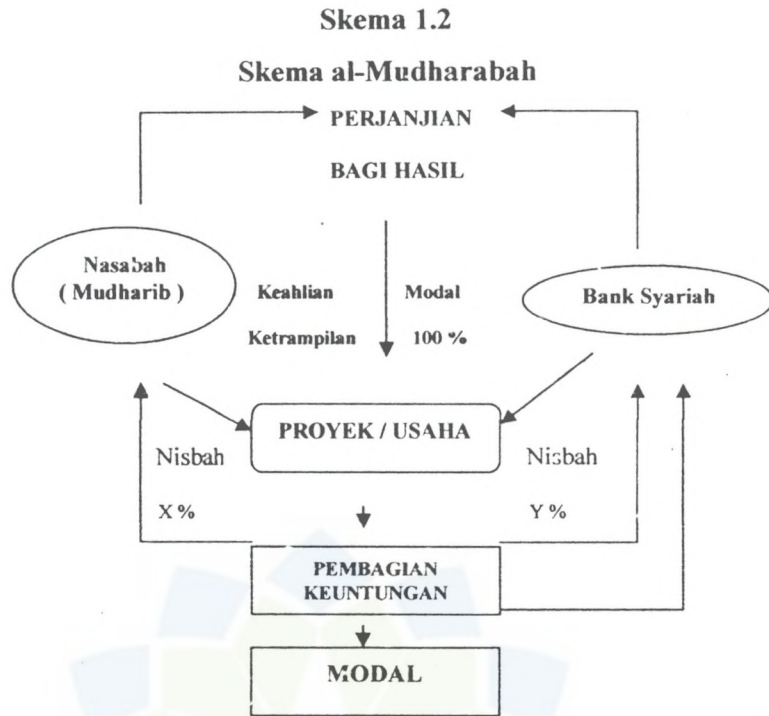 Skema 1.2
Skema al-Mudharabah
PERJANJIAN
BAGI HASIL
Nasabah
( Mudharib )
Keahlian
Modal
Bank Syariah
Ketrampilan
100 %
PROYEK / USAHA
Nisbah
Nisbah
X %
Y %
PEMBAGIAN
KEUNTUNGAN
MODAL